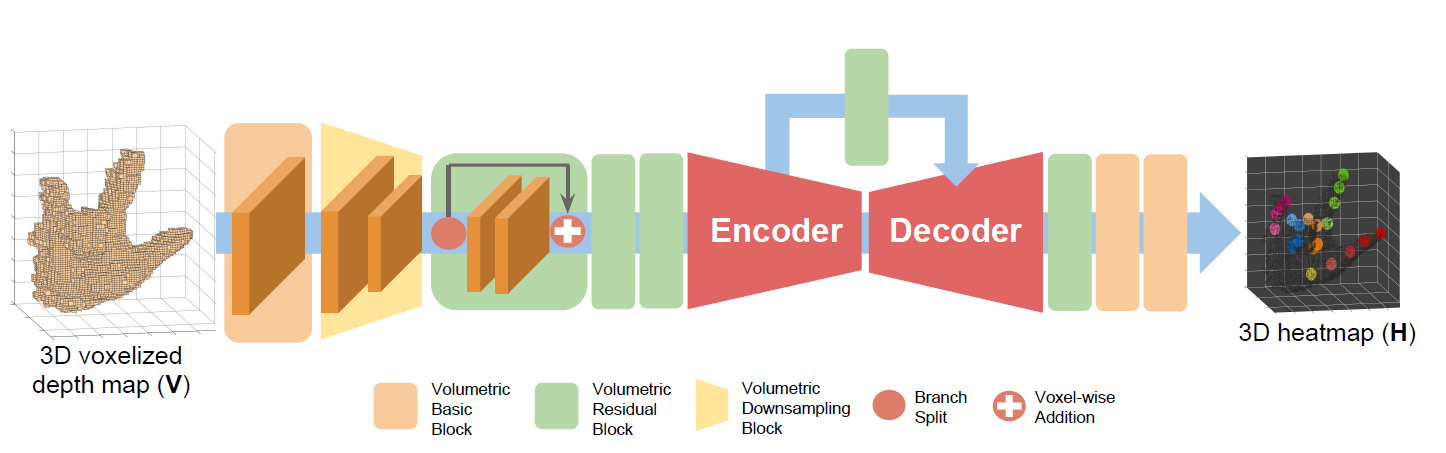 Encoder
Decoder
3D voxelized
depth map (V)
3D heatmap (H)
Volumetric
Basic
Block
Volumetric
Residual
Block
Volumetric
Downsampling
Block
Branch
Split
Voxel-wise
Addition